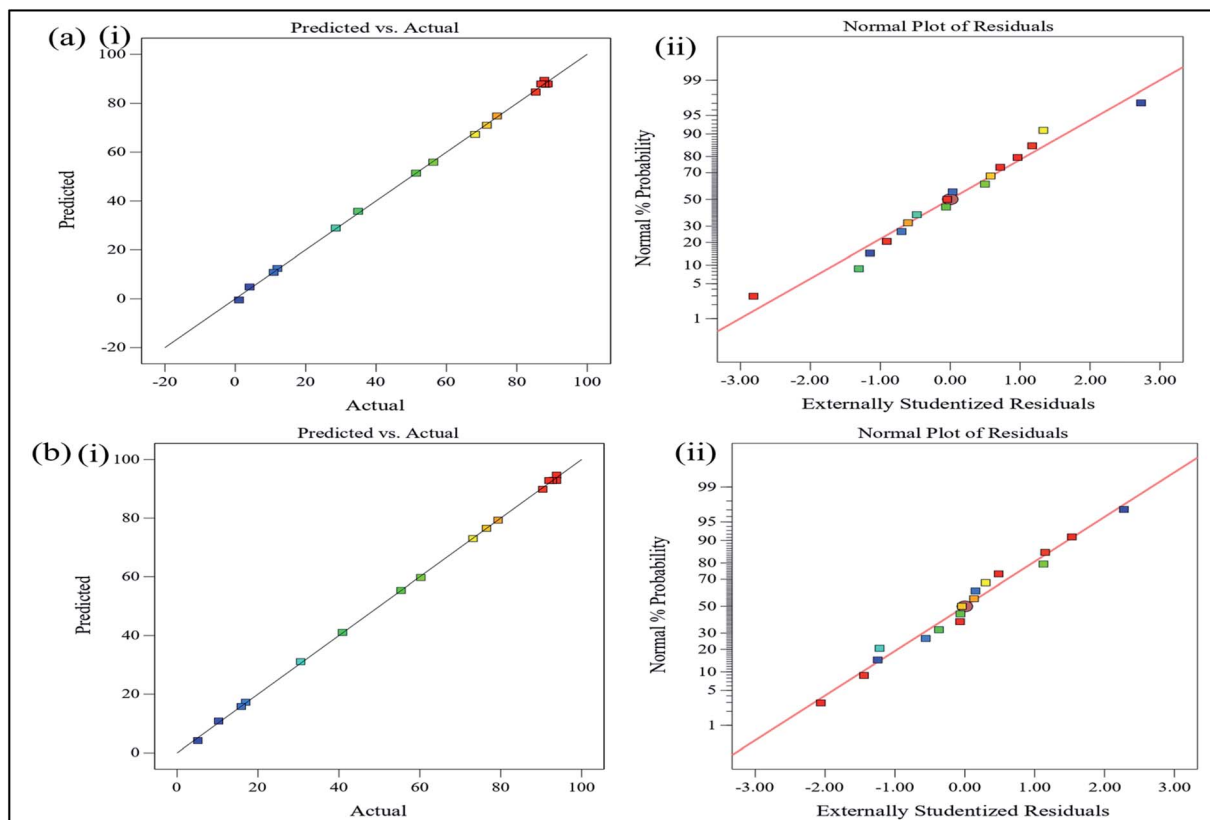 (a) (i)
Predicted vs. Actual
100
80
60
40
20
0
-20
Predicted
-20 0 20 40 60 80 100
Actual
(ii)
Normal Plot of Residuals
99
95
90
80
70
50
30
20
10
5
1
Normal % Probability
-3.00 -2.00 -1.00 0.00 1.00 2.00 3.00
Externally Studentized Residuals
(b) (i)
Predicted vs. Actual
100
80
60
40
20
0
Predicted
0 20 40 60 80 100
Actual
(ii)
Normal Plot of Residuals
99
95
90
80
70
50
30
20
10
5
1
Normal % Probability
-3.00 -2.00 -1.00 0.00 1.00 2.00 3.00
Externally Studentized Residuals